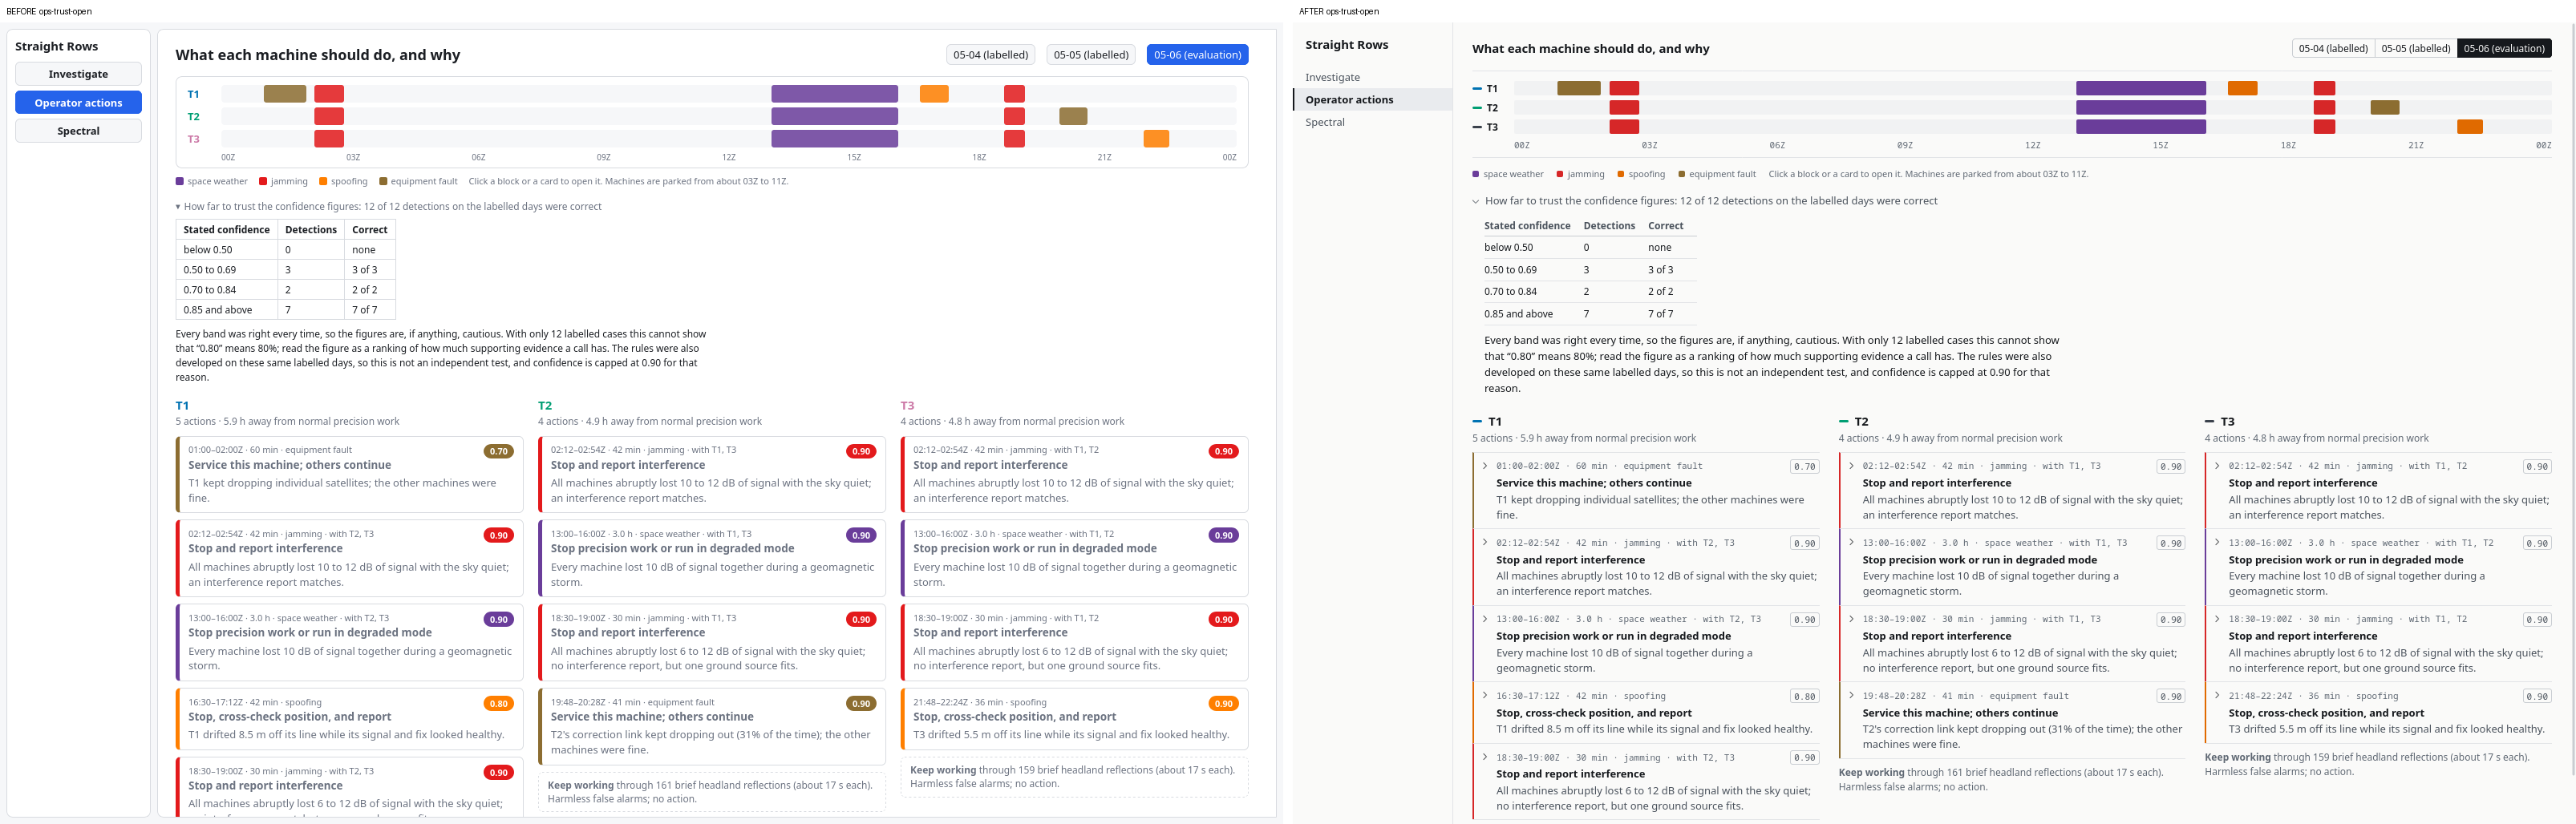 BEFORE ops-trust-open
Straight Rows
Investigate
Operator actions
Spectral
What each machine should do, and why
05-04 (labelled)
05-05 (labelled)
05-06 (evaluation)
T1
T2
T3
00Z 03Z 06Z 09Z 12Z 15Z 18Z 21Z 00Z
space weather jamming spoofing equipment fault Click a block or a card to open it. Machines are parked from about 03Z to 11Z.
▾ How far to trust the confidence figures: 12 of 12 detections on the labelled days were correct
Stated confidence Detections Correct
below 0.50 0 none
0.50 to 0.69 3 3 of 3
0.70 to 0.84 2 2 of 2
0.85 and above 7 7 of 7
Every band was right every time, so the figures are, if anything, cautious. With only 12 labelled cases this cannot show
that “0.80” means 80%; read the figure as a ranking of how much supporting evidence a call has. The rules were also
developed on these same labelled days, so this is not an independent test, and confidence is capped at 0.90 for that
reason.
T1
5 actions · 5.9 h away from normal precision work
01:00–02:00Z · 60 min · equipment fault 0.70
Service this machine; others continue
T1 kept dropping individual satellites; the other machines were
fine.
02:12–02:54Z · 42 min · jamming · with T2, T3 0.90
Stop and report interference
All machines abruptly lost 10 to 12 dB of signal with the sky quiet;
an interference report matches.
13:00–16:00Z · 3.0 h · space weather · with T2, T3 0.90
Stop precision work or run in degraded mode
Every machine lost 10 dB of signal together during a geomagnetic
storm.
16:30–17:12Z · 42 min · spoofing 0.80
Stop, cross-check position, and report
T1 drifted 8.5 m off its line while its signal and fix looked healthy.
18:30–19:00Z · 30 min · jamming · with T2, T3 0.90
Stop and report interference
All machines abruptly lost 6 to 12 dB of signal with the sky quiet;
T2
4 actions · 4.9 h away from normal precision work
02:12–02:54Z · 42 min · jamming · with T1, T3 0.90
Stop and report interference
All machines abruptly lost 10 to 12 dB of signal with the sky quiet;
an interference report matches.
13:00–16:00Z · 3.0 h · space weather · with T1, T3 0.90
Stop precision work or run in degraded mode
Every machine lost 10 dB of signal together during a geomagnetic
storm.
18:30–19:00Z · 30 min · jamming · with T1, T3 0.90
Stop and report interference
All machines abruptly lost 6 to 12 dB of signal with the sky quiet;
no interference report, but one ground source fits.
19:48–20:28Z · 41 min · equipment fault 0.90
Service this machine; others continue
T2's correction link kept dropping out (31% of the time); the other
machines were fine.
Keep working through 161 brief headland reflections (about 17 s each).
Harmless false alarms; no action.
T3
4 actions · 4.8 h away from normal precision work
02:12–02:54Z · 42 min · jamming · with T1, T2 0.90
Stop and report interference
All machines abruptly lost 10 to 12 dB of signal with the sky quiet;
an interference report matches.
13:00–16:00Z · 3.0 h · space weather · with T1, T2 0.90
Stop precision work or run in degraded mode
Every machine lost 10 dB of signal together during a geomagnetic
storm.
18:30–19:00Z · 30 min · jamming · with T1, T2 0.90
Stop and report interference
All machines abruptly lost 6 to 12 dB of signal with the sky quiet;
no interference report, but one ground source fits.
21:48–22:24Z · 36 min · spoofing 0.90
Stop, cross-check position, and report
T3 drifted 5.5 m off its line while its signal and fix looked healthy.
Keep working through 159 brief headland reflections (about 17 s each).
Harmless false alarms; no action.
AFTER ops-trust-open
Straight Rows
Investigate
Operator actions
Spectral
What each machine should do, and why
05-04 (labelled)
05-05 (labelled)
05-06 (evaluation)
T1
T2
T3
00Z 03Z 06Z 09Z 12Z 15Z 18Z 21Z 00Z
space weather jamming spoofing equipment fault Click a block or a card to open it. Machines are parked from about 03Z to 11Z.
How far to trust the confidence figures: 12 of 12 detections on the labelled days were correct
Stated confidence Detections Correct
below 0.50 0 none
0.50 to 0.69 3 3 of 3
0.70 to 0.84 2 2 of 2
0.85 and above 7 7 of 7
Every band was right every time, so the figures are, if anything, cautious. With only 12 labelled cases this cannot show
that “0.80” means 80%; read the figure as a ranking of how much supporting evidence a call has. The rules were also
developed on these same labelled days, so this is not an independent test, and confidence is capped at 0.90 for that
reason.
T1
5 actions · 5.9 h away from normal precision work
01:00–02:00Z · 60 min · equipment fault 0.70
Service this machine; others continue
T1 kept dropping individual satellites; the other machines were
fine.
02:12–02:54Z · 42 min · jamming · with T2, T3 0.90
Stop and report interference
All machines abruptly lost 10 to 12 dB of signal with the sky quiet;
an interference report matches.
13:00–16:00Z · 3.0 h · space weather · with T2, T3 0.90
Stop precision work or run in degraded mode
Every machine lost 10 dB of signal together during a
geomagnetic storm.
16:30–17:12Z · 42 min · spoofing 0.80
Stop, cross-check position, and report
T1 drifted 8.5 m off its line while its signal and fix looked healthy.
18:30–19:00Z · 30 min · jamming · with T2, T3 0.90
Stop and report interference
All machines abruptly lost 6 to 12 dB of signal with the sky quiet;
no interference report, but one ground source fits.
T2
4 actions · 4.9 h away from normal precision work
02:12–02:54Z · 42 min · jamming · with T1, T3 0.90
Stop and report interference
All machines abruptly lost 10 to 12 dB of signal with the sky quiet;
an interference report matches.
13:00–16:00Z · 3.0 h · space weather · with T1, T3 0.90
Stop precision work or run in degraded mode
Every machine lost 10 dB of signal together during a
geomagnetic storm.
18:30–19:00Z · 30 min · jamming · with T1, T3 0.90
Stop and report interference
All machines abruptly lost 6 to 12 dB of signal with the sky quiet;
no interference report, but one ground source fits.
19:48–20:28Z · 41 min · equipment fault 0.90
Service this machine; others continue
T2's correction link kept dropping out (31% of the time); the other
machines were fine.
Keep working through 161 brief headland reflections (about 17 s each).
Harmless false alarms; no action.
T3
4 actions · 4.8 h away from normal precision work
02:12–02:54Z · 42 min · jamming · with T1, T2 0.90
Stop and report interference
All machines abruptly lost 10 to 12 dB of signal with the sky quiet;
an interference report matches.
13:00–16:00Z · 3.0 h · space weather · with T1, T2 0.90
Stop precision work or run in degraded mode
Every machine lost 10 dB of signal together during a
geomagnetic storm.
18:30–19:00Z · 30 min · jamming · with T1, T2 0.90
Stop and report interference
All machines abruptly lost 6 to 12 dB of signal with the sky quiet;
no interference report, but one ground source fits.
21:48–22:24Z · 36 min · spoofing 0.90
Stop, cross-check position, and report
T3 drifted 5.5 m off its line while its signal and fix looked healthy.
Keep working through 159 brief headland reflections (about 17 s each).
Harmless false alarms; no action.